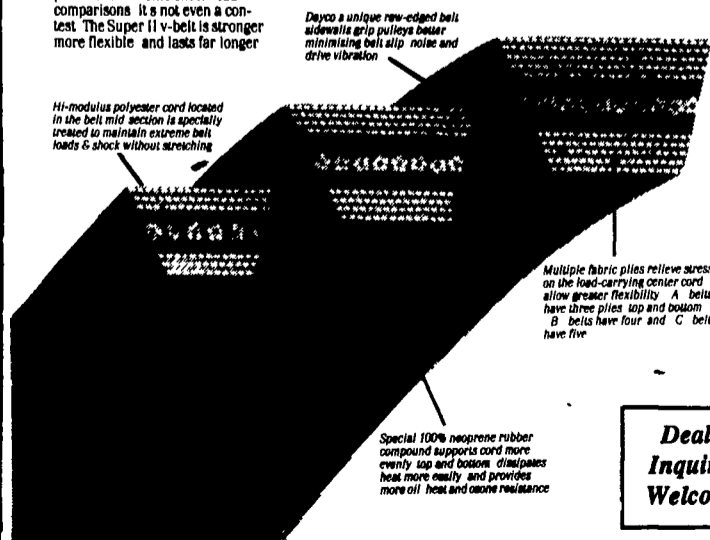 comparisons it s not even a con-
test The Super II v-belt is stronger
more flexible and lasts far longer
Dayco s unique raw-edged belt
sidewalls grip pulleys better
minimizing belt slip noise and
drive vibration
Hi-modulus polyester cord located
in the belt mid section is specially
treated to maintain extreme belt
loads & shock without stretching
Multiple fabric plies relieve stress
on the load-carrying center cord
allow greater flexibility A belts
have three plies top and bottom
B belts have four and C belts
have five
Special 100% neoprene rubber
compound supports cord more
evenly top and bottom dissipates
heat more easily and provides
more oil heat and ozone resistance
Deal
Inqui
Welco